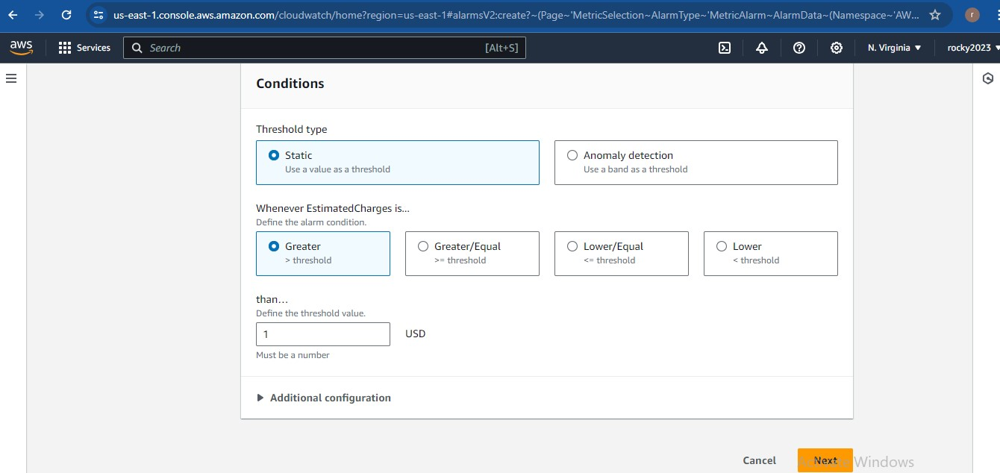 us-east-1.console.aws.amazon.com/cloudwatch/home?region=us-east-1#alarmsV2:create?~(Page~'MetricSelection~AlarmType~'MetricAlarm~AlarmData~(Namespace~'AW... r
aws Services Search [Alt+S] N. Virginia ▼ rocky2023 ▼
Conditions
Threshold type
Static Anomaly detection
Use a value as a threshold Use a band as a threshold
Whenever EstimatedCharges is...
Define the alarm condition.
Greater Greater/Equal Lower/Equal Lower
> threshold >= threshold <= threshold < threshold
than...
Define the threshold value.
1 USD
Must be a number
Additional configuration
Cancel Next Windows